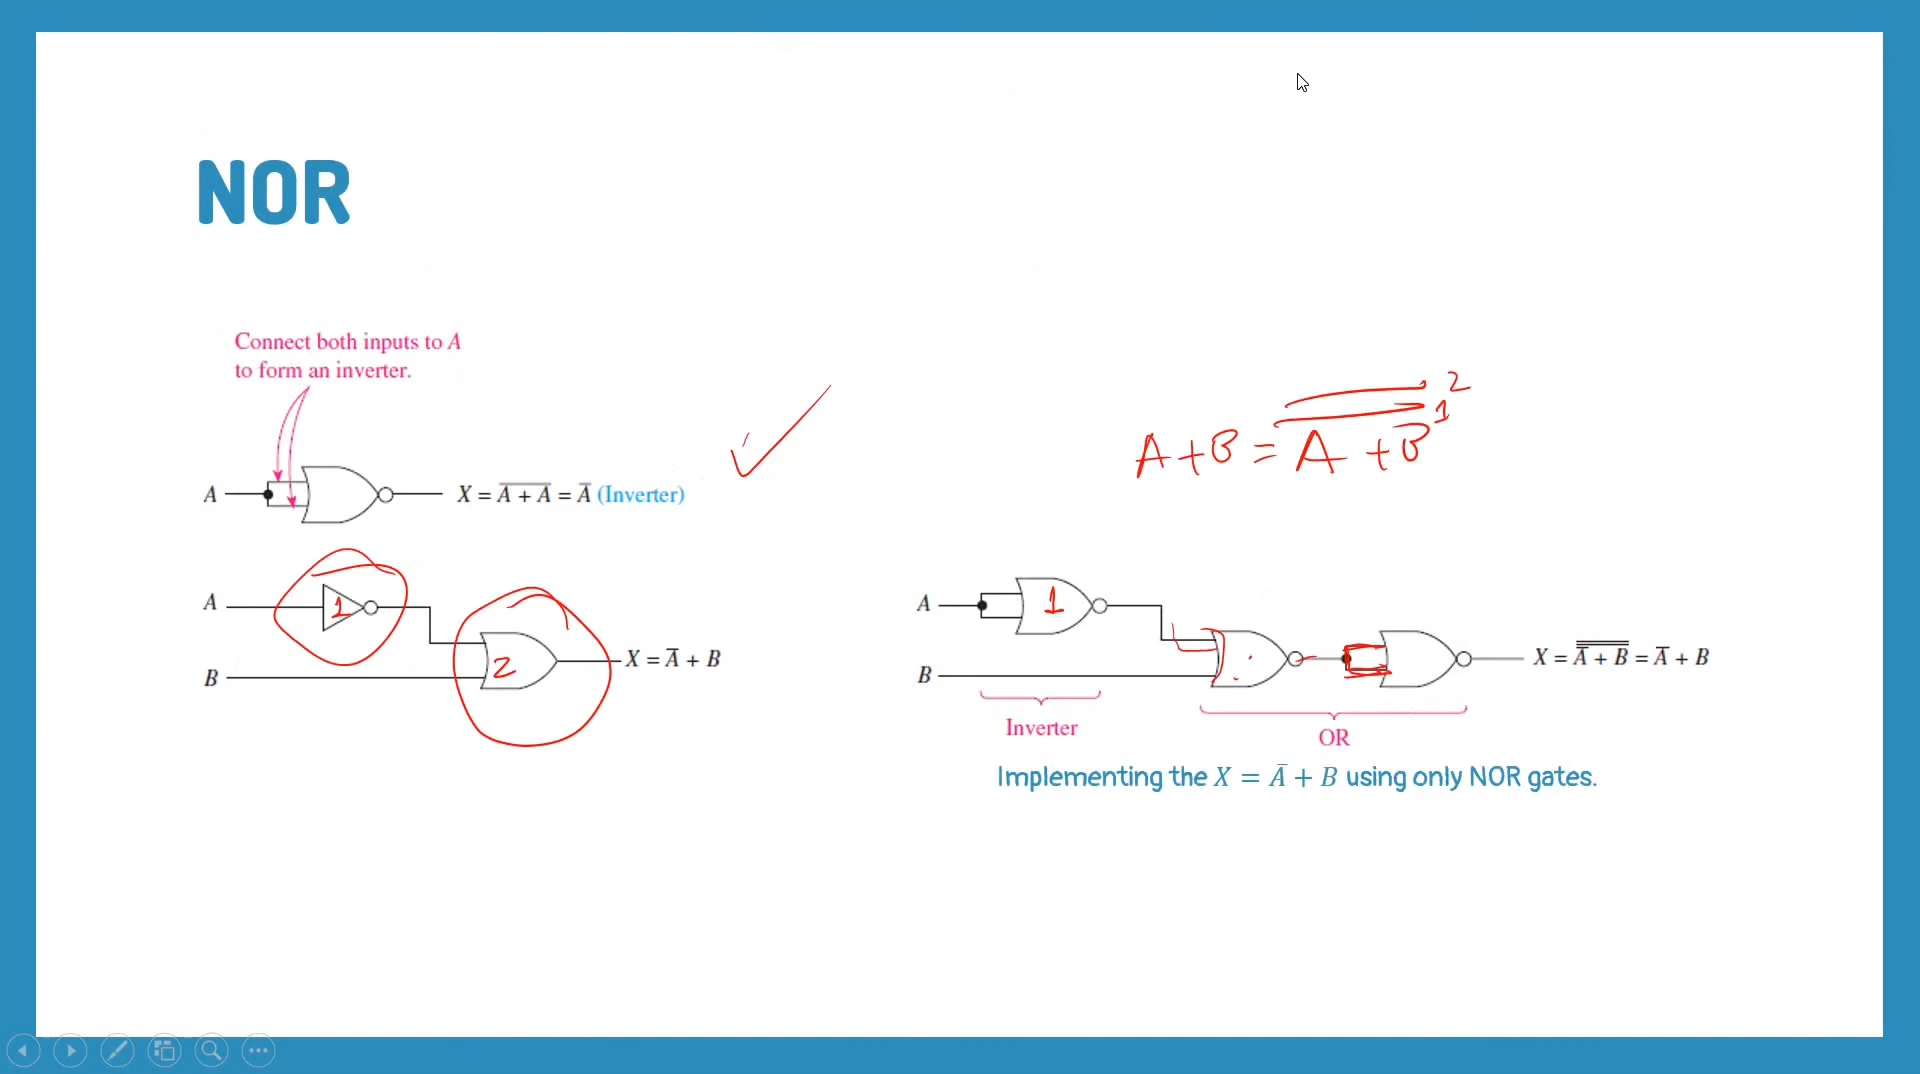 NOR
Connect both inputs to A
to form an inverter.
A
X = A̅ ̅+̅ ̅A̅ = A̅ (Inverter)
A
1
B
2
X = A̅ + B
2
1
A+B = A̿ ̿+̿ ̿B̿
A
1
B
X = A̿̅ ̿+̿ ̿B̿ = A̅ + B
Inverter
OR
Implementing the X = A̅ + B using only NOR gates.